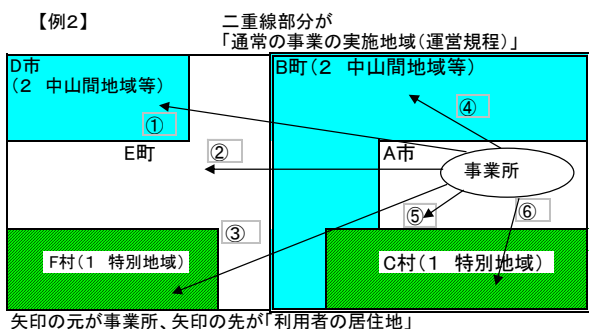 【例2】
二重線部分が
「通常の事業の実施地域(運営規程)」
D市
(2 中山間地域等)
B町(2 中山間地域等)
①
④
E町
②
A市
事業所
⑤
⑥
③
F村(1 特別地域)
C村(1 特別地域)
矢印の元が事業所、矢印の先が「利用者の居住地」